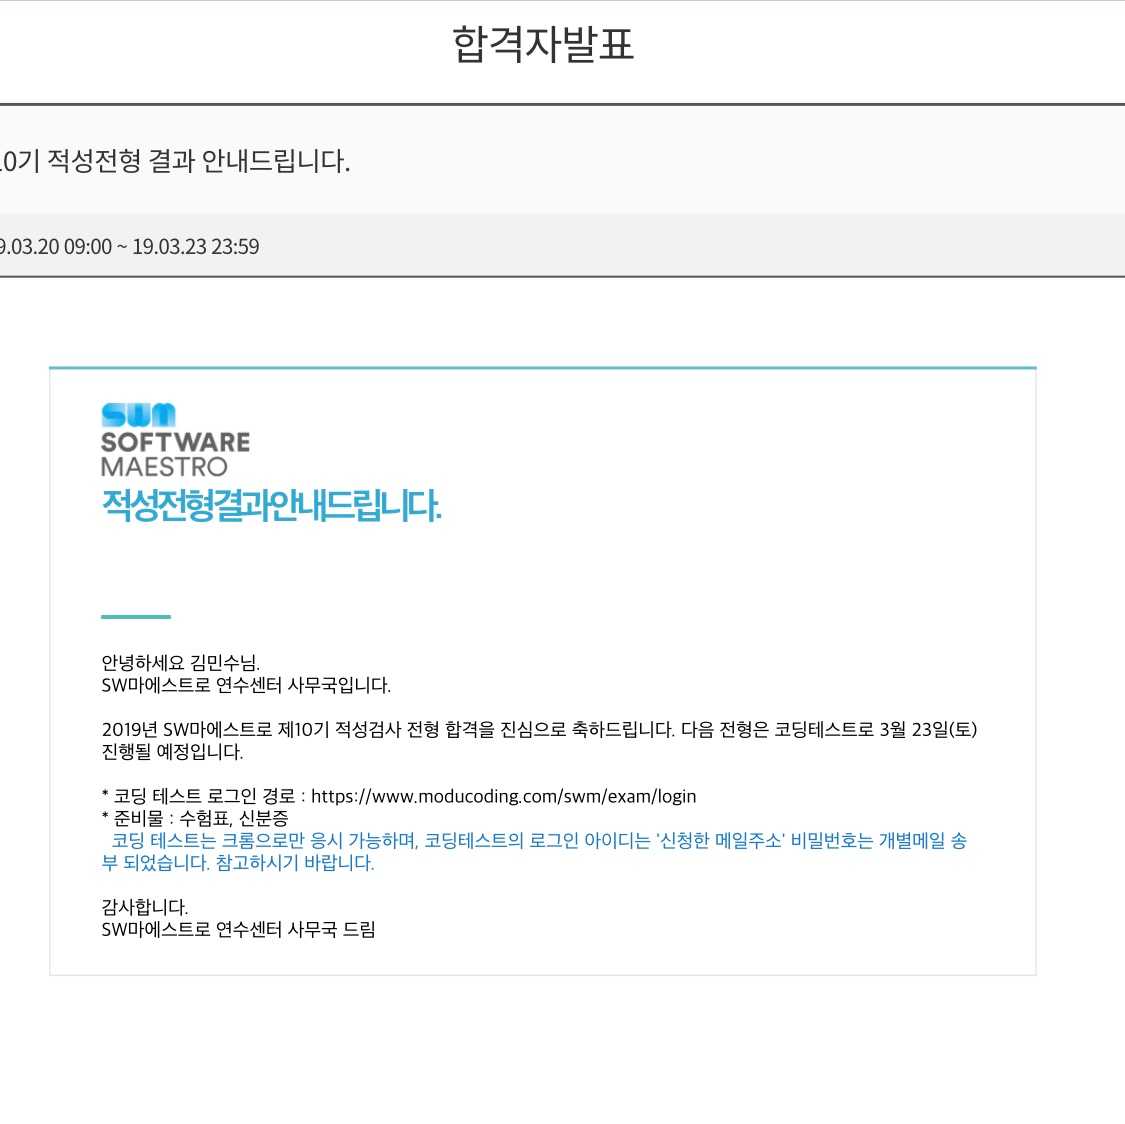 합격자발표
10기 적성전형 결과 안내드립니다.
9.03.20 09:00 ~ 19.03.23 23:59
swm
SOFTWARE
MAESTRO
적성전형결과안내드립니다.
안녕하세요 김민수님.
SW마에스트로 연수센터 사무국입니다.
2019년 SW마에스트로 제10기 적성검사 전형 합격을 진심으로 축하드립니다. 다음 전형은 코딩테스트로 3월 23일(토)
진행될 예정입니다.
* 코딩 테스트 로그인 경로 : https://www.moducoding.com/swm/exam/login
* 준비물 : 수험표, 신분증
코딩 테스트는 크롬으로만 응시 가능하며, 코딩테스트의 로그인 아이디는 '신청한 메일주소' 비밀번호는 개별메일 송
부 되었습니다. 참고하시기 바랍니다.
감사합니다.
SW마에스트로 연수센터 사무국 드림